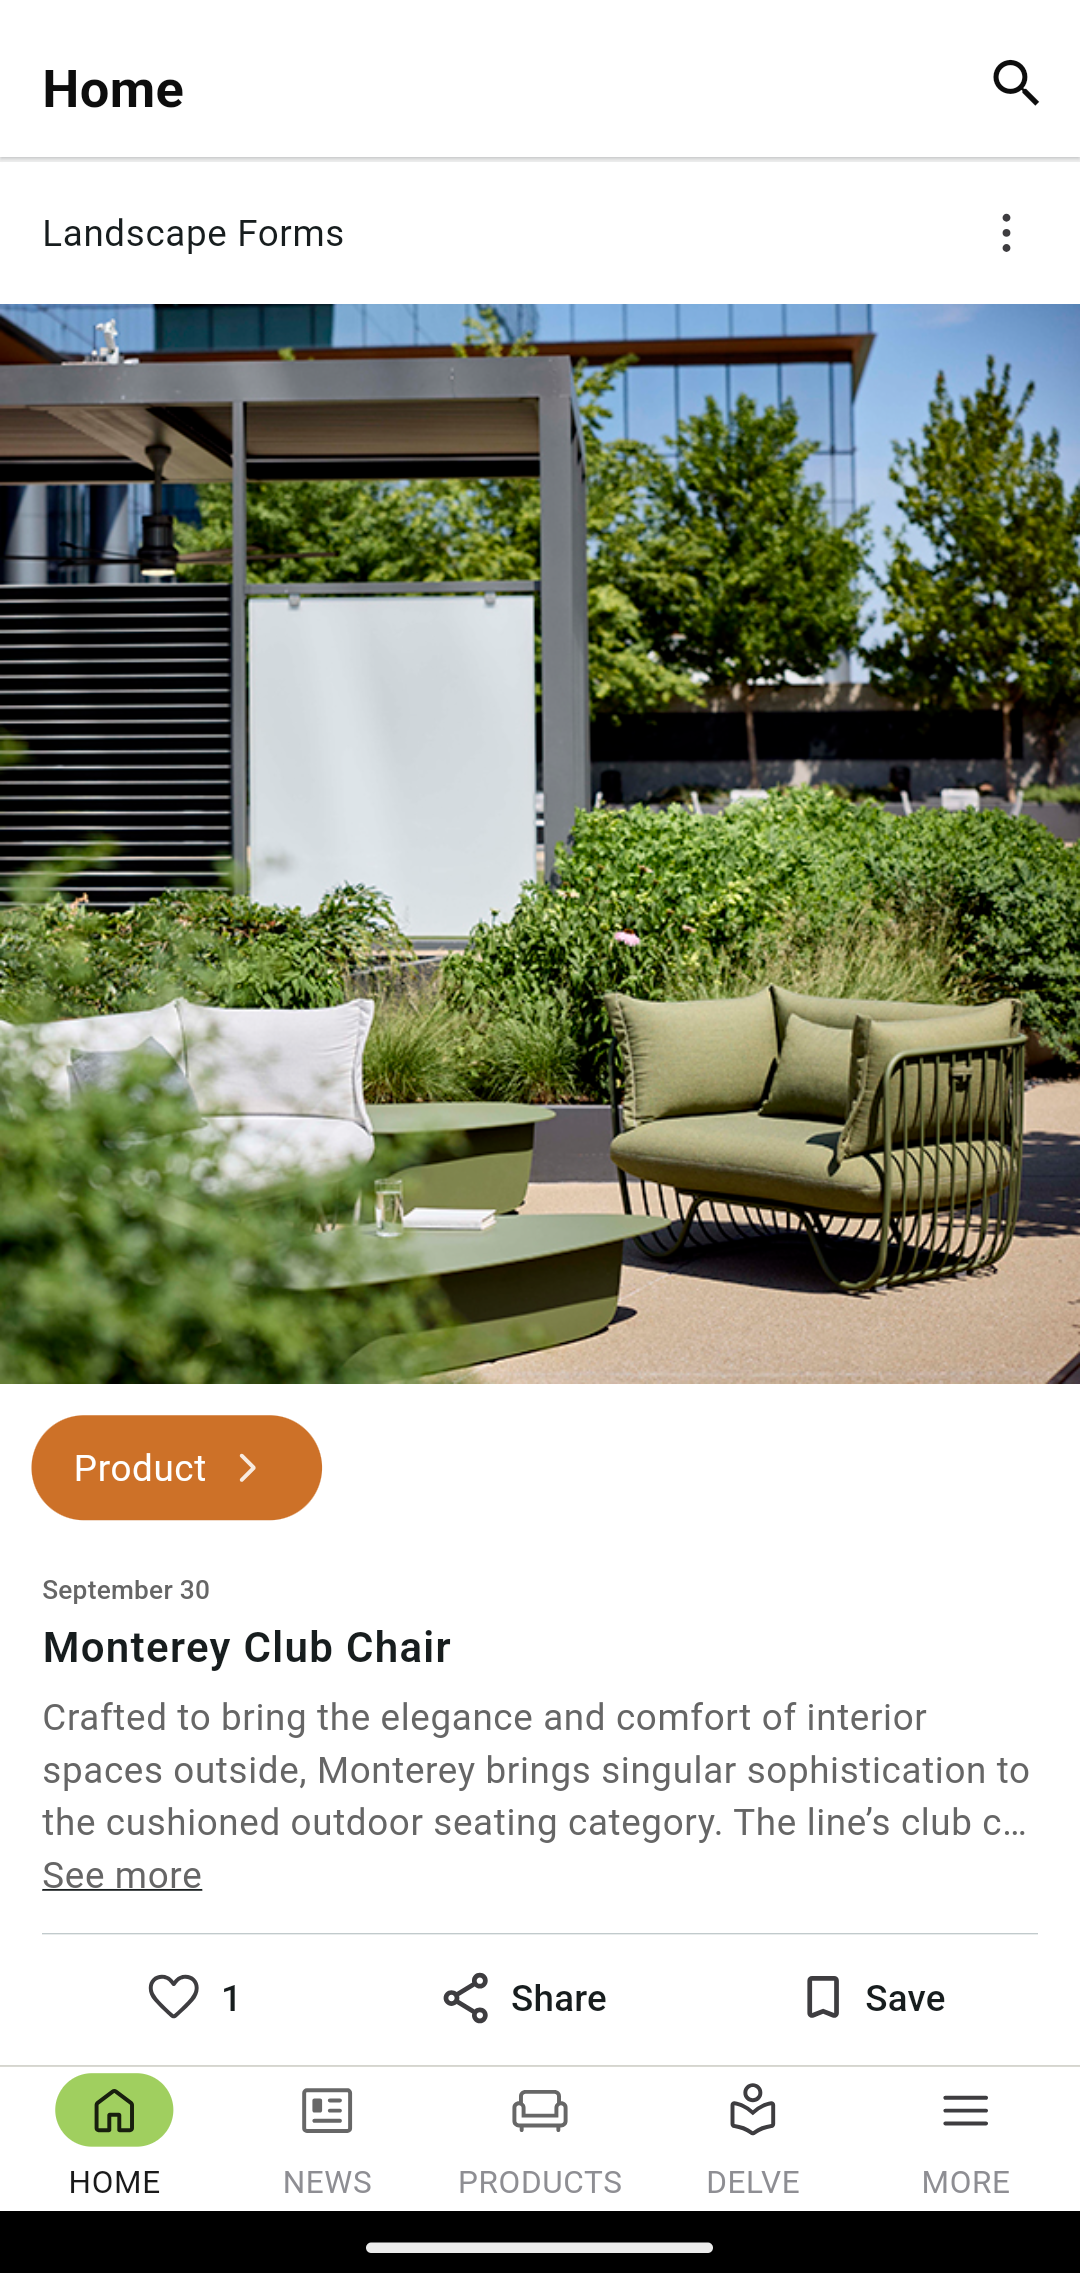 Home
Landscape Forms
Product
September 30
Monterey Club Chair
Crafted to bring the elegance and comfort of interior
spaces outside, Monterey brings singular sophistication to
the cushioned outdoor seating category. The line’s club c...
See more
1
Share
Save
HOME
NEWS
PRODUCTS
DELVE
MORE